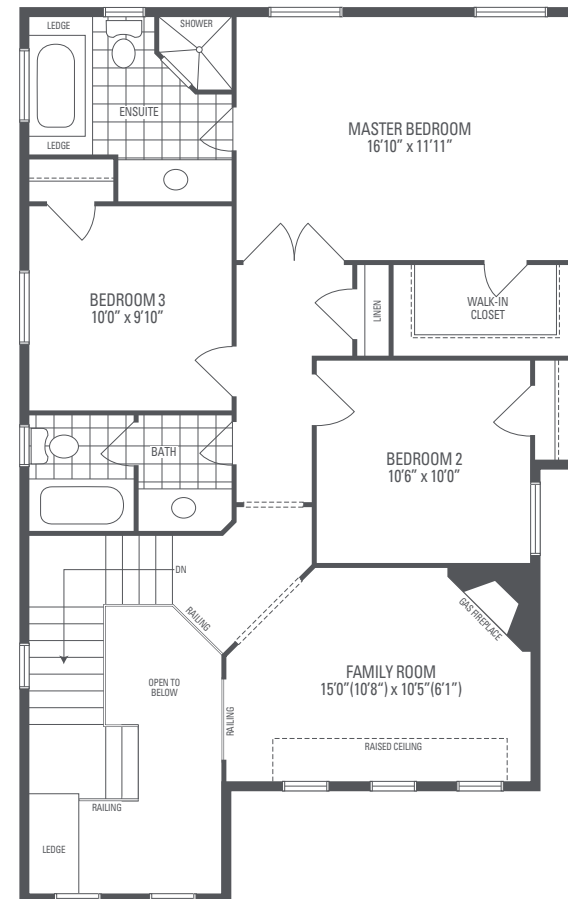 LEDGE
SHOWER
ENSUITE
LEDGE
MASTER BEDROOM
16'10" x 11'11"
BEDROOM 3
10'0" x 9'10"
LINEN
WALK-IN
CLOSET
BATH
BEDROOM 2
10'6" x 10'0"
DN
RAILING
GAS FIREPLACE
OPEN TO
BELOW
FAMILY ROOM
15'0"(10'8") x 10'5"(6'1")
RAILING
RAISED CEILING
RAILING
LEDGE